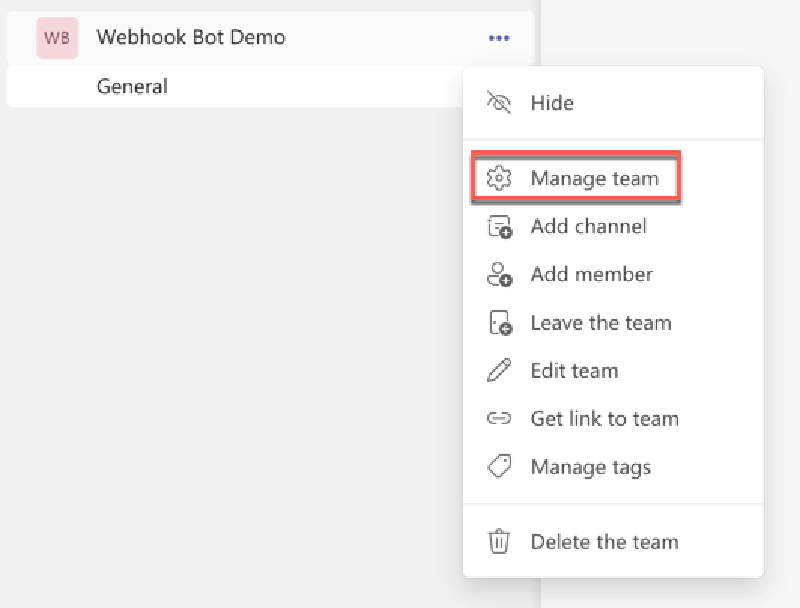 WB Webhook Bot Demo
General
Hide
Manage team
Add channel
Add member
Leave the team
Edit team
Get link to team
Manage tags
Delete the team